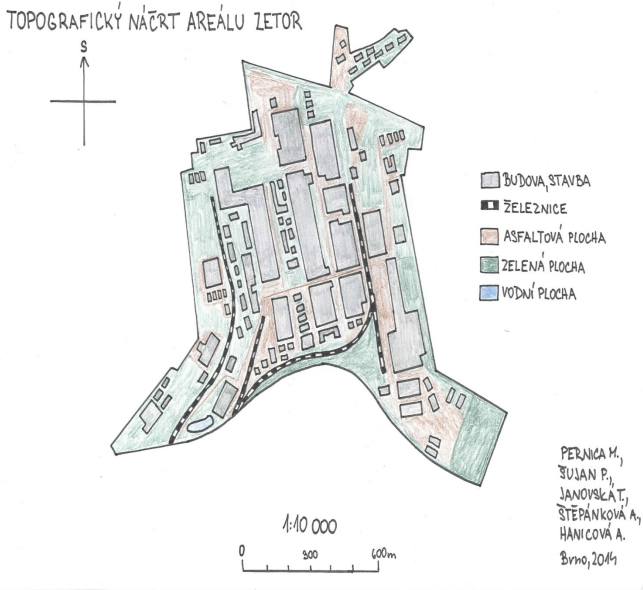 TOPOGRAFICKÝ NÁČRT AREÁLU ZETOR
S
BUDOVA, STAVBA
ŽELEZNICE
ASFALTOVÁ PLOCHA
ZELENÁ PLOCHA
VODNÍ PLOCHA
PERNICA M.,
ŠUJAN P.,
JANOVSKÁ T.,
ŠTĚPÁNKOVÁ A.,
HANICOVÁ A.
Brno, 2014
1:10 000
0 300 600m